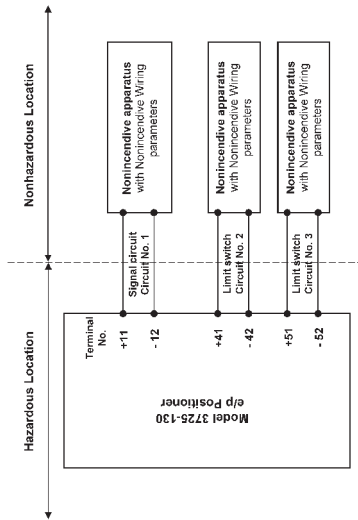 Nonhazardous Location
Hazardous Location
Nonincendive apparatus
with Nonincendive Wiring
parameters
Nonincendive apparatus
with Nonincendive Wiring
parameters
Nonincendive apparatus
with Nonincendive Wiring
parameters
Signal circuit
Circuit No. 1
Limit switch
Circuit No. 2
Limit switch
Circuit No. 3
Terminal
No.
+11
- 12
+41
- 42
+51
- 52
Model 3725-130
e/p Positioner